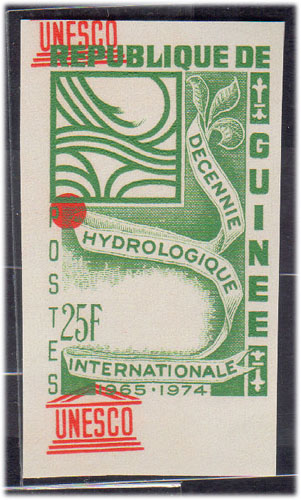 UNESCO
REPUBLIQUE DE
GUINEE
DECENNIE
HYDROLOGIQUE
INTERNATIONALE
POSTES
25F
1965-1974
UNESCO